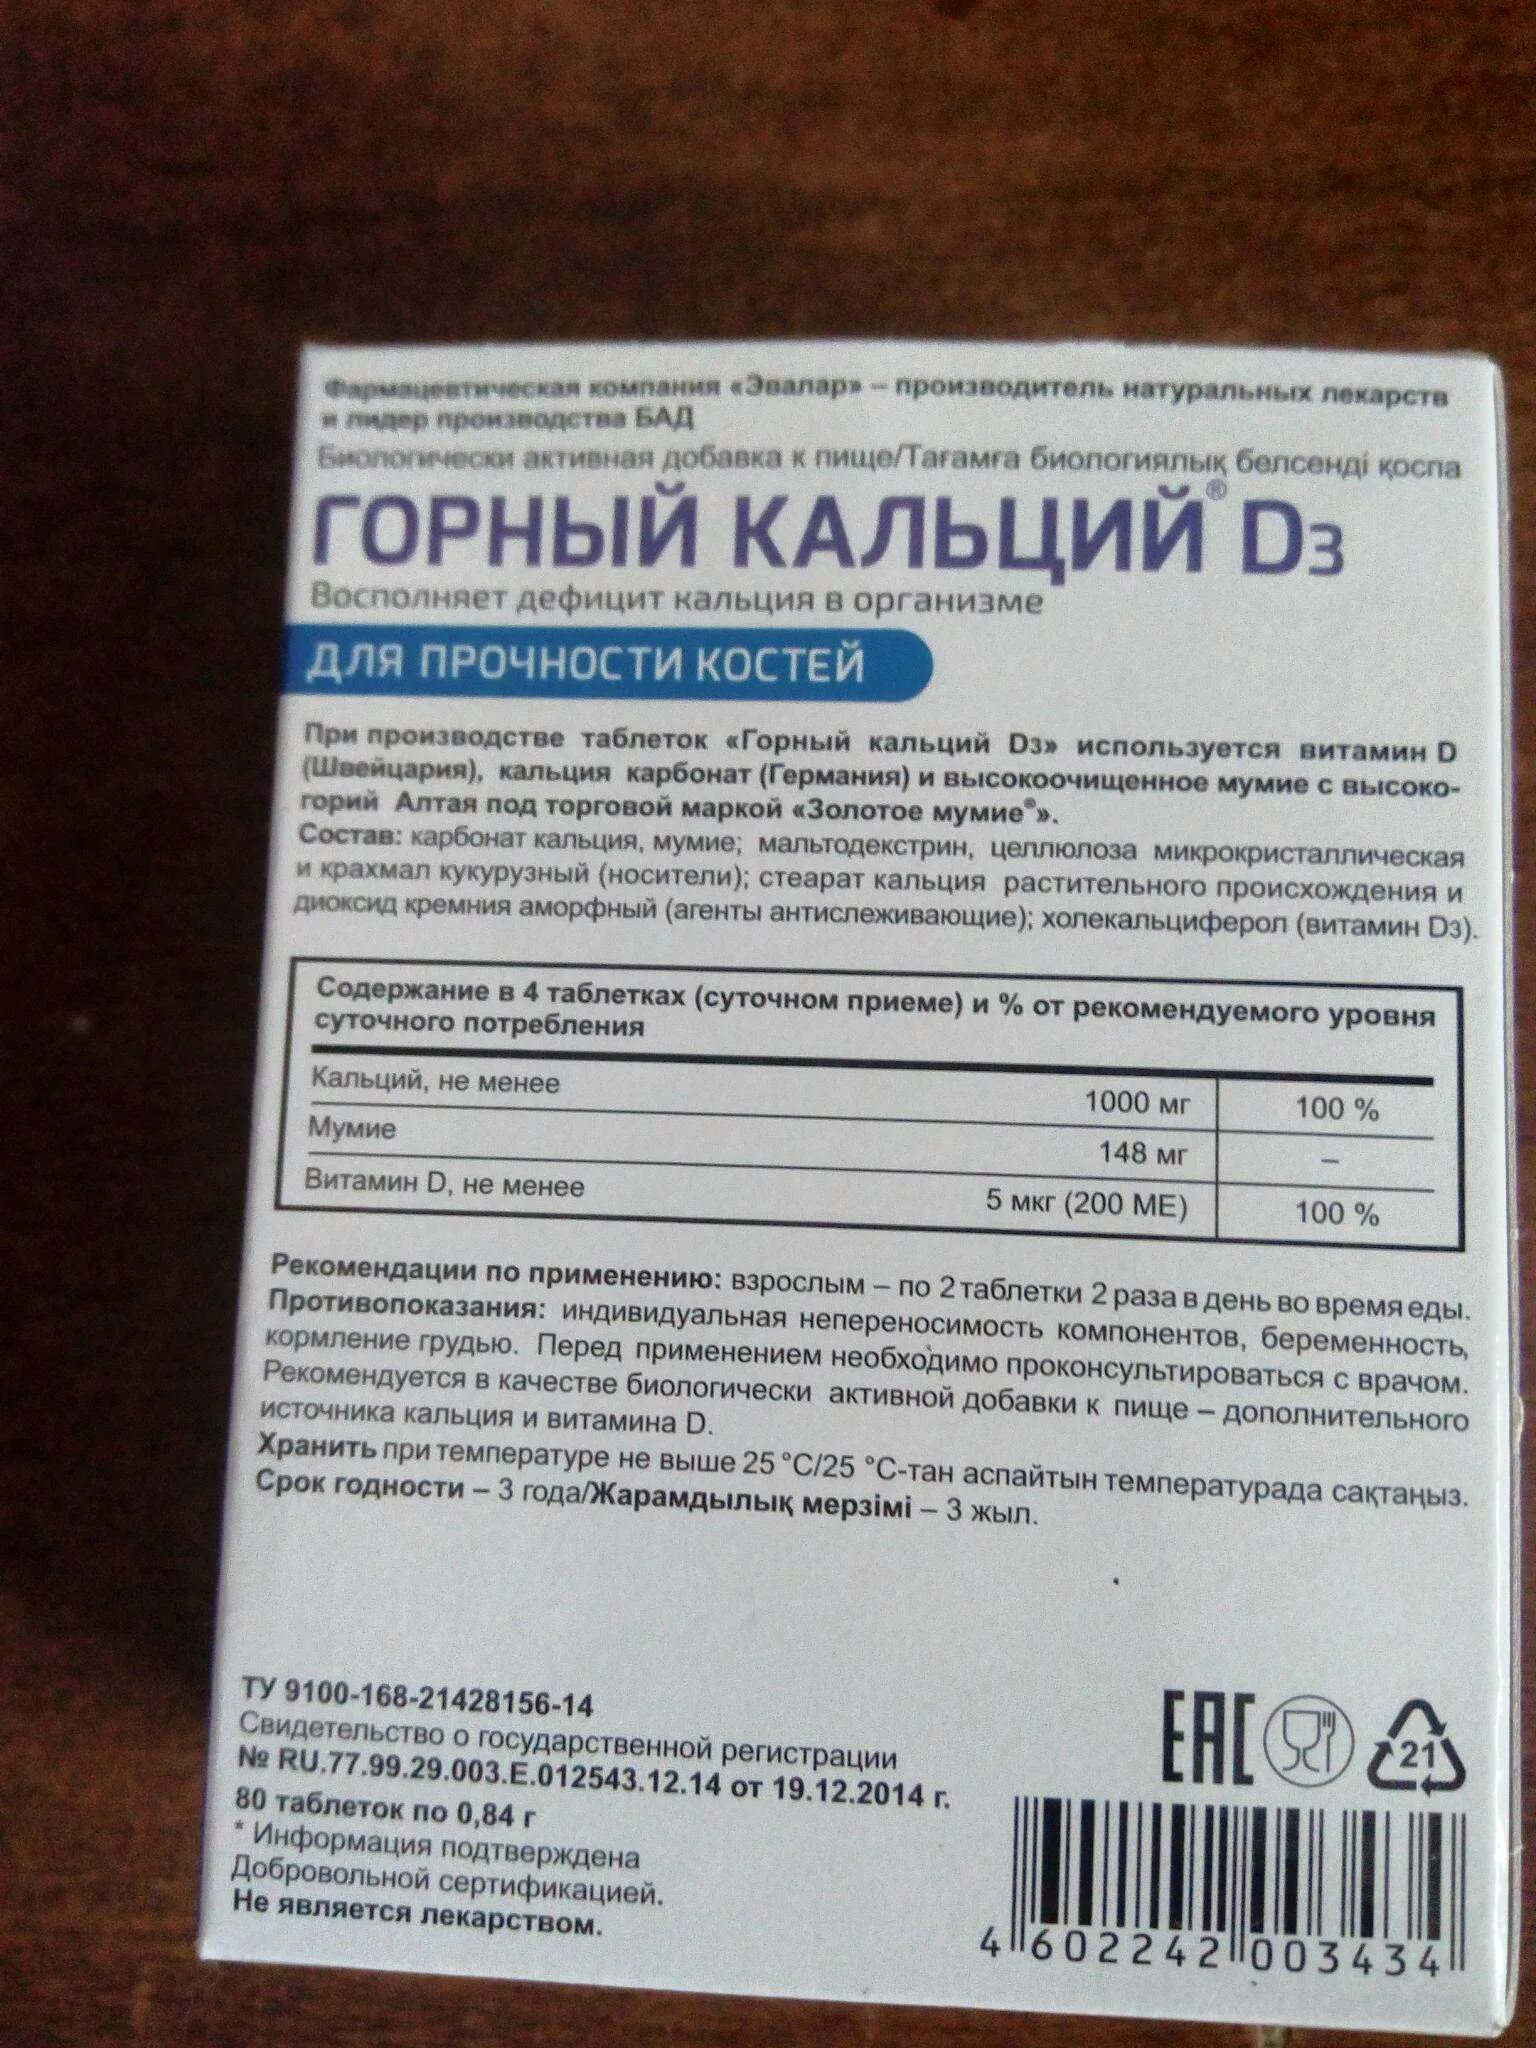 Фармацевтическая компания «Эвалар» – производитель натуральных лекарств
и лидер производства БАД
Биологически активная добавка к пище/Тағамға биологиялық белсенді қоспа
ГОРНЫЙ КАЛЬЦИЙ® D3
Восполняет дефицит кальция в организме
ДЛЯ ПРОЧНОСТИ КОСТЕЙ
При производстве таблеток «Горный кальций D3» используется витамин D
(Швейцария), кальция карбонат (Германия) и высокоочищенное мумие с высоко-
горий Алтая под торговой маркой «Золотое мумие®».
Состав: карбонат кальция, мумие; мальтодекстрин, целлюлоза микрокристаллическая
и крахмал кукурузный (носители); стеарат кальция растительного происхождения и
диоксид кремния аморфный (агенты антислеживающие); холекальциферол (витамин D3).
Содержание в 4 таблетках (суточном приеме) и % от рекомендуемого уровня
суточного потребления
Кальций, не менее 1000 мг 100 %
Мумие 148 мг –
Витамин D, не менее 5 мкг (200 МЕ) 100 %
Рекомендации по применению: взрослым – по 2 таблетки 2 раза в день во время еды.
Противопоказания: индивидуальная непереносимость компонентов, беременность,
кормление грудью. Перед применением необходимо проконсультироваться с врачом.
Рекомендуется в качестве биологически активной добавки к пище – дополнительного
источника кальция и витамина D.
Хранить при температуре не выше 25 °C/25 °C-тан аспайтын температурада сақтаңыз.
Срок годности – 3 года/Жарамдылық мерзімі – 3 жыл.
ТУ 9100-168-21428156-14
Свидетельство о государственной регистрации
№ RU.77.99.29.003.E.012543.12.14 от 19.12.2014 г.
80 таблеток по 0,84 г
* Информация подтверждена
Добровольной сертификацией.
Не является лекарством.
EAC
21
4 602242 003434